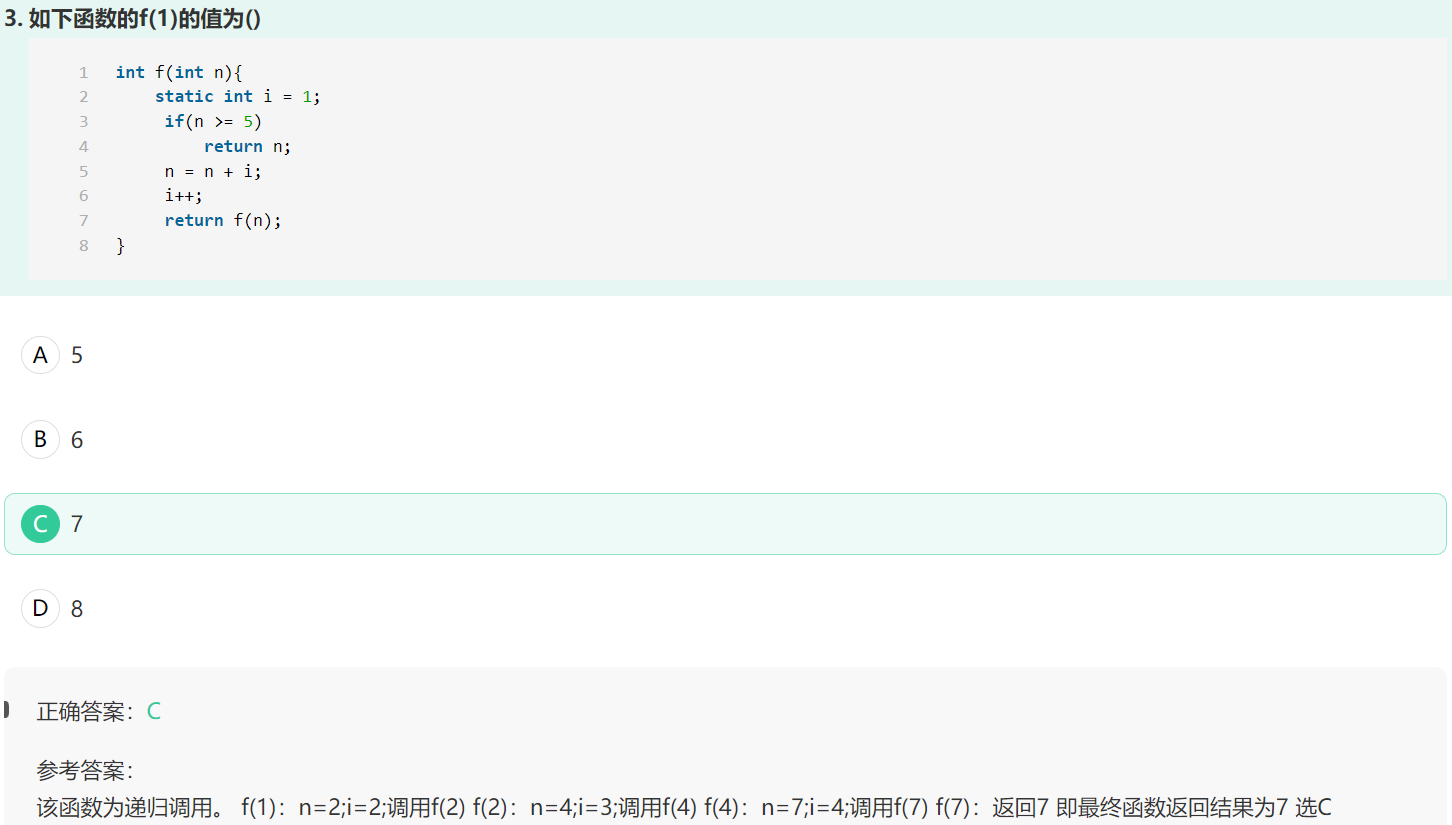 3. 如下函数的f(1)的值为()
1 int f(int n){
2     static int i = 1;
3      if(n >= 5)
4          return n;
5      n = n + i;
6      i++;
7      return f(n);
8 }
A 5
B 6
C 7
D 8
正确答案：C
参考答案：
该函数为递归调用。 f(1)：n=2;i=2;调用f(2) f(2)：n=4;i=3;调用f(4) f(4)：n=7;i=4;调用f(7) f(7)：返回7 即最终函数返回结果为7 选C